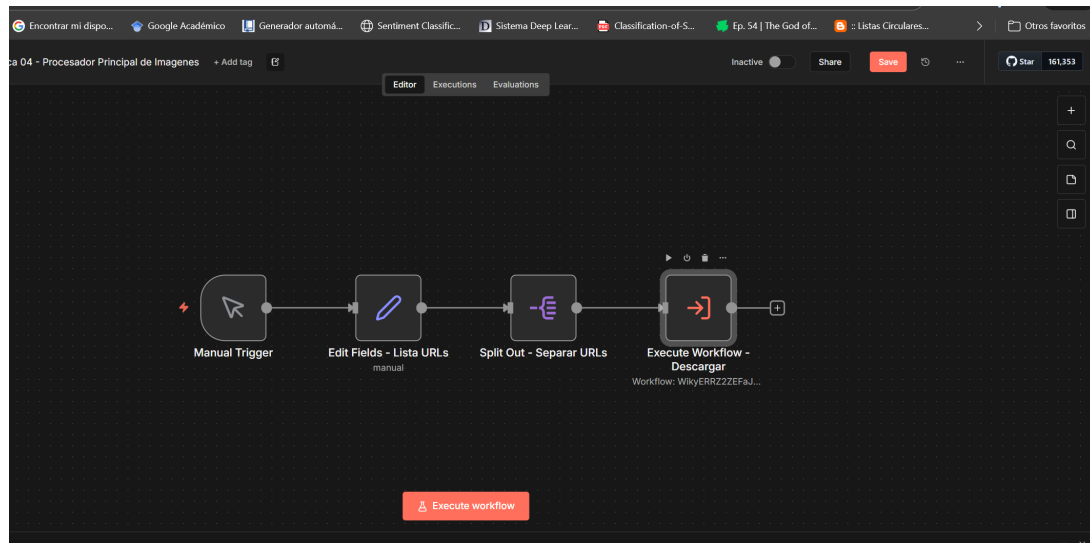 Encontrar mi dispo... Google Académico Generador automá... Sentiment Classific... Sistema Deep Lear... Classification-of-S... Ep. 54 | The God of... :: Listas Circulares... Otros favoritos
ca 04 - Procesador Principal de Imagenes + Add tag Inactive Share Save ... Star 161,353
Editor Executions Evaluations
Manual Trigger
Edit Fields - Lista URLs
manual
Split Out - Separar URLs
Execute Workflow -
Descargar
Workflow: WikyERRZ2ZEFaJ...
Execute workflow